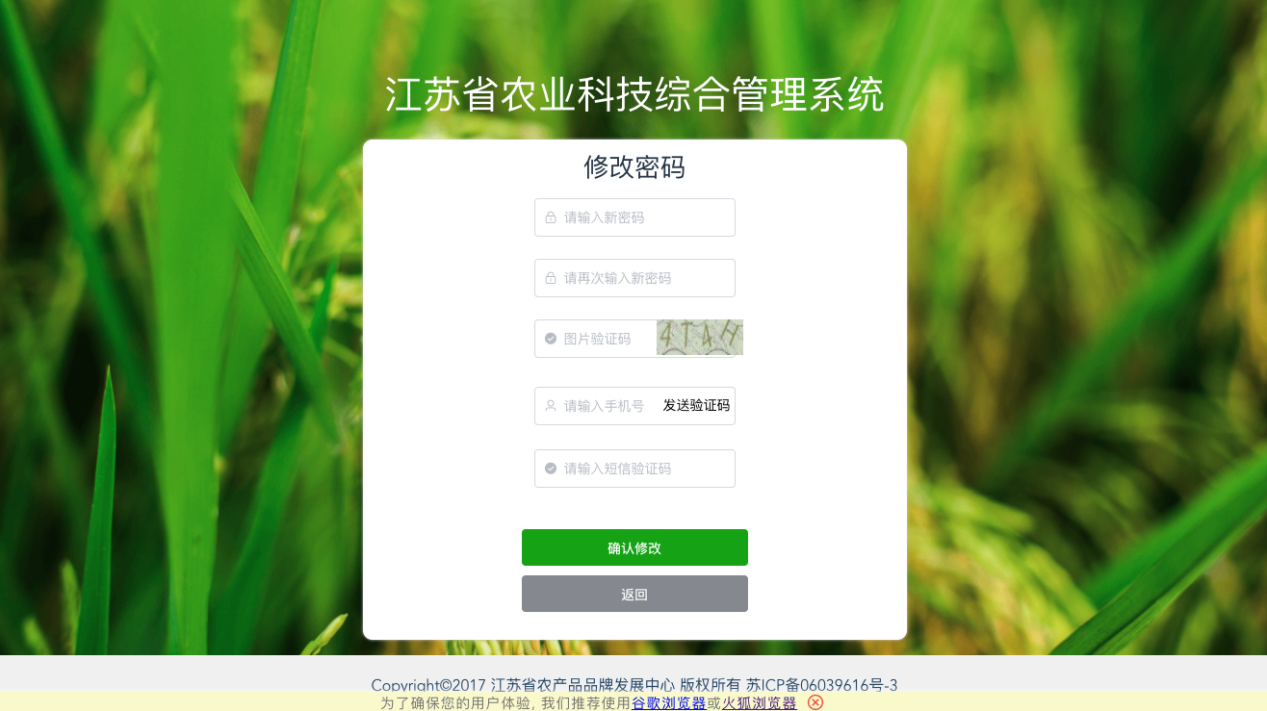 江苏省农业科技综合管理系统
修改密码
请输入新密码
请再次输入新密码
图片验证码
请输入手机号 发送验证码
请输入短信验证码
确认修改
返回
Copyright©2017 江苏省农产品品牌发展中心 版权所有 苏ICP备06039616号-3
为了确保您的用户体验, 我们推荐使用谷歌浏览器或火狐浏览器